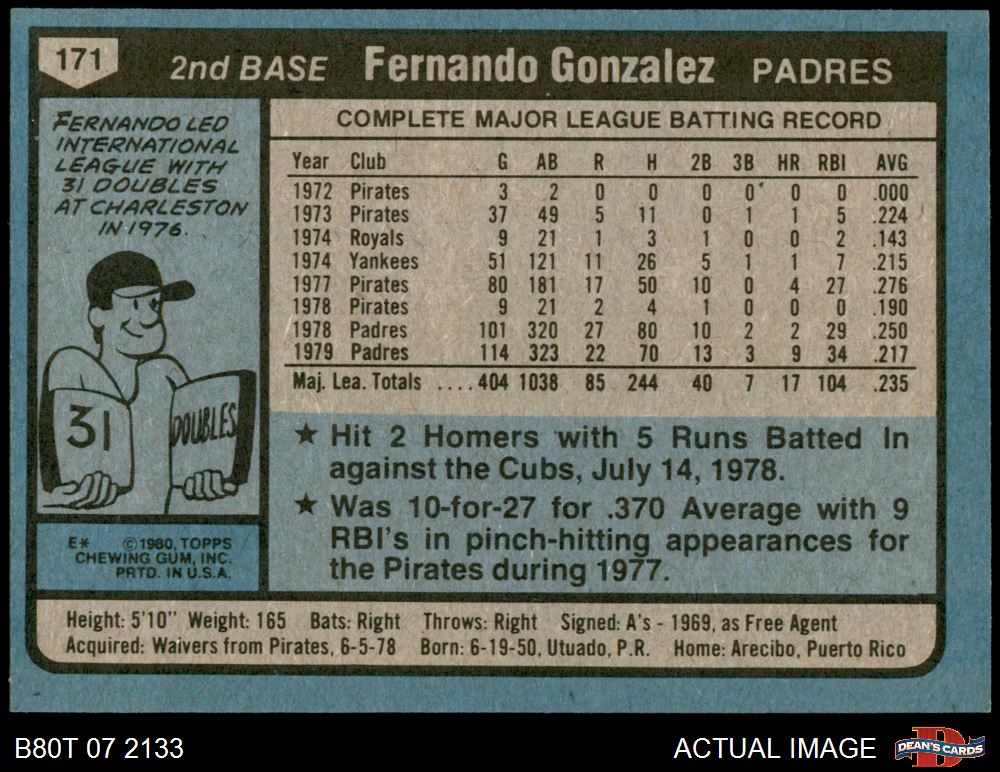 171 2nd BASE Fernando Gonzalez PADRES
FERNANDO LED
INTERNATIONAL
LEAGUE WITH
31 DOUBLES
AT CHARLESTON
IN 1976.
31 DOUBLES
E* © 1980, TOPPS
CHEWING GUM, INC.
PRTD. IN U.S.A.
COMPLETE MAJOR LEAGUE BATTING RECORD
Year Club G AB R H 2B 3B HR RBI AVG
1972 Pirates 3 2 0 0 0 0 0 0 .000
1973 Pirates 37 49 5 11 0 1 1 5 .224
1974 Royals 9 21 1 3 1 0 0 2 .143
1974 Yankees 51 121 11 26 5 1 1 7 .215
1977 Pirates 80 181 17 50 10 0 4 27 .276
1978 Pirates 9 21 2 4 1 0 0 0 .190
1978 Padres 101 320 27 80 10 2 2 29 .250
1979 Padres 114 323 22 70 13 3 9 34 .217
Maj. Lea. Totals ....404 1038 85 244 40 7 17 104 .235
★ Hit 2 Homers with 5 Runs Batted In
against the Cubs, July 14, 1978.
★ Was 10-for-27 for .370 Average with 9
RBI's in pinch-hitting appearances for
the Pirates during 1977.
Height: 5'10" Weight: 165 Bats: Right Throws: Right Signed: A's - 1969, as Free Agent
Acquired: Waivers from Pirates, 6-5-78 Born: 6-19-50, Utuado, P.R. Home: Arecibo, Puerto Rico
B80T 07 2133 ACTUAL IMAGE DEAN'S CARDS